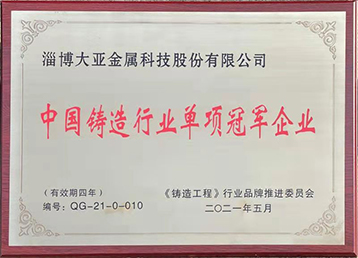 淄博大亚金属科技股份有限公司
中国铸造行业单项冠军企业
（有效期四年）
《铸造工程》行业品牌推进委员会
编号：QG-21-0-010
二〇二一年五月